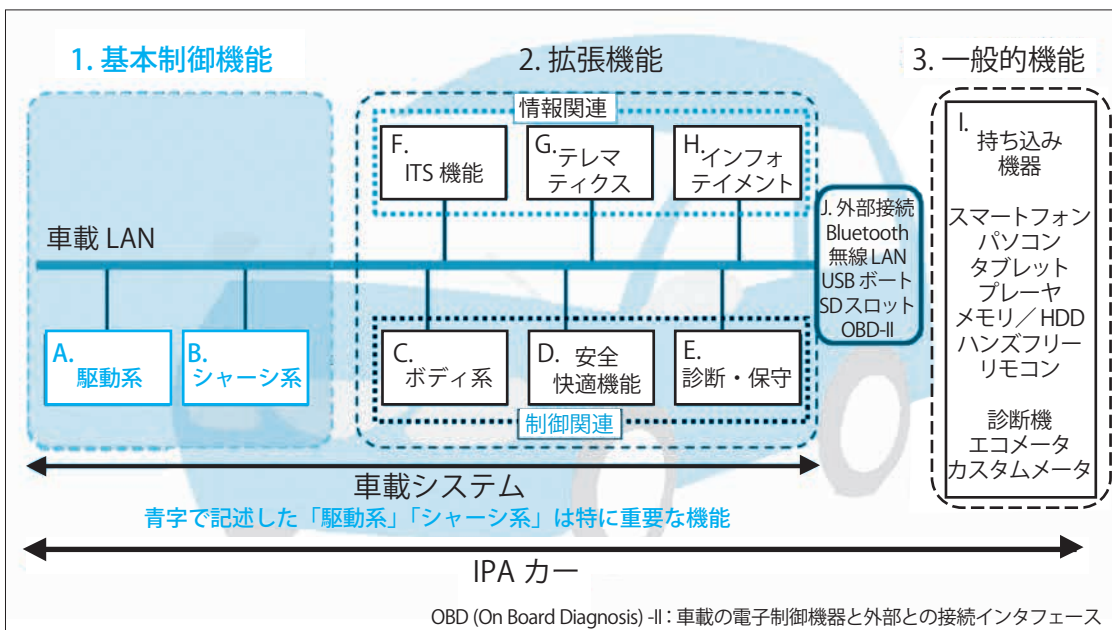 1. 基本制御機能
2. 拡張機能
3. 一般的機能
情報関連
F.
ITS 機能
G.
テレマ
ティクス
H.
インフォ
テイメント
車載 LAN
J. 外部接続
Bluetooth
無線 LAN
USB ポート
SD スロット
OBD-II
I.
持ち込み
機器
スマートフォン
パソコン
タブレット
プレーヤ
メモリ／HDD
ハンズフリー
リモコン
診断機
エコメータ
カスタムメータ
A.
駆動系
B.
シャーシ系
C.
ボディ系
D.
安全
快適機能
E.
診断・保守
制御関連
車載システム
青字で記述した「駆動系」「シャーシ系」は特に重要な機能
IPA カー
OBD (On Board Diagnosis) -II：車載の電子制御機器と外部との接続インタフェース